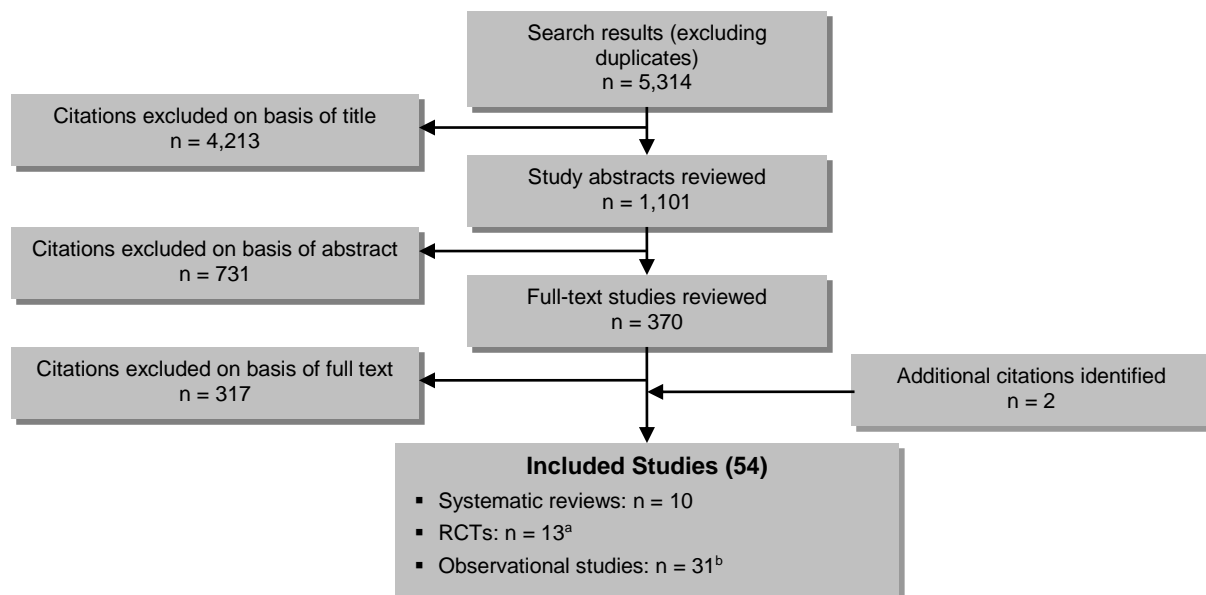 Search results (excluding
duplicates)
n = 5,314
Citations excluded on basis of title
n = 4,213
Study abstracts reviewed
n = 1,101
Citations excluded on basis of abstract
n = 731
Full-text studies reviewed
n = 370
Citations excluded on basis of full text
n = 317
Additional citations identified
n = 2
Included Studies (54)
▪ Systematic reviews: n = 10
▪ RCTs: n = 13ᵃ
▪ Observational studies: n = 31ᵇ